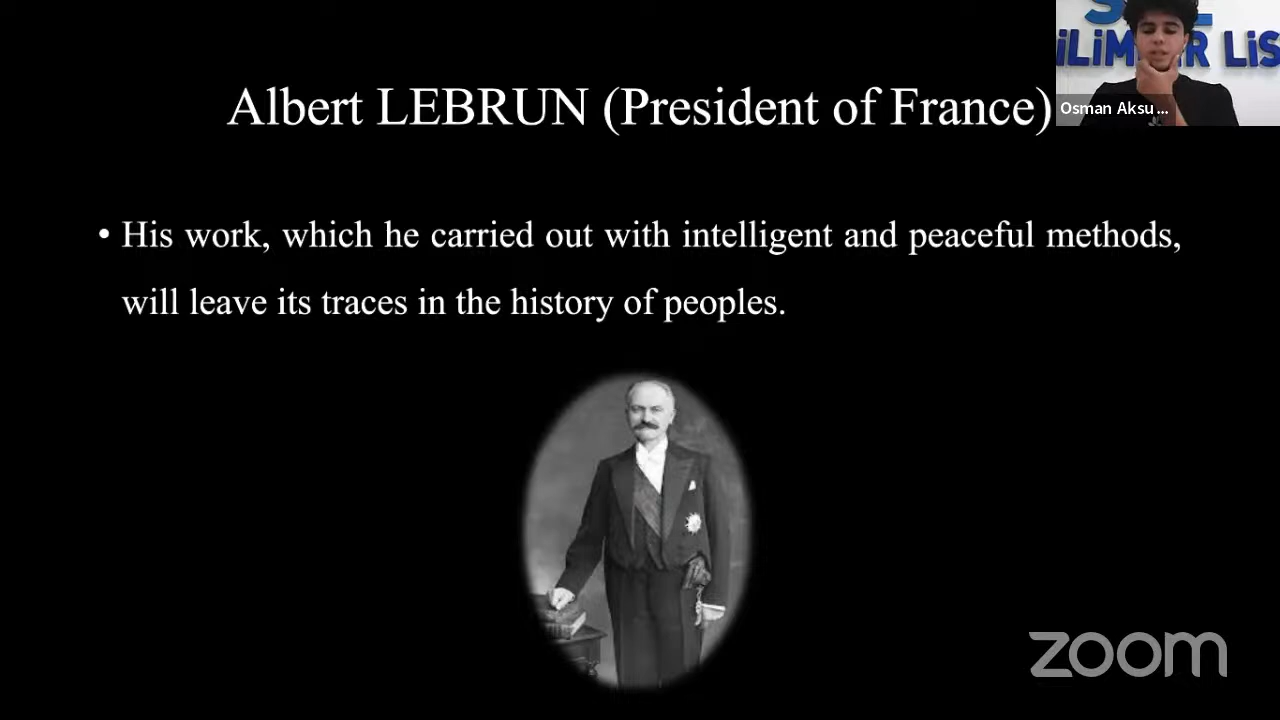 Albert LEBRUN (President of France)
Osman Aksu...
• His work, which he carried out with intelligent and peaceful methods,
will leave its traces in the history of peoples.
zoom